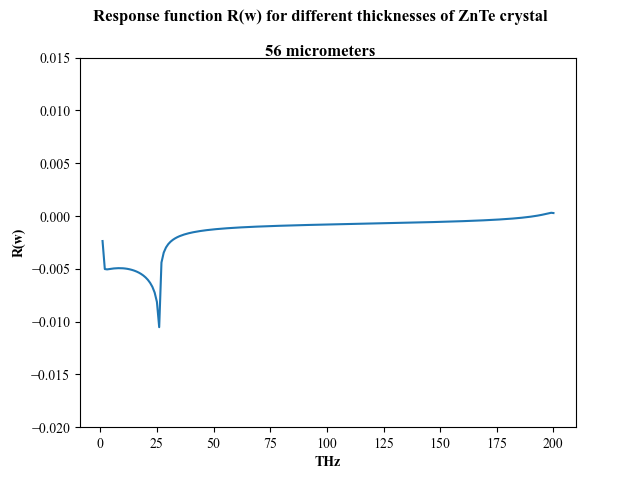 Response function R(w) for different thicknesses of ZnTe crystal
56 micrometers
0.015
0.010
0.005
0.000
−0.005
−0.010
−0.015
−0.020
R(w)
0 25 50 75 100 125 150 175 200
THz